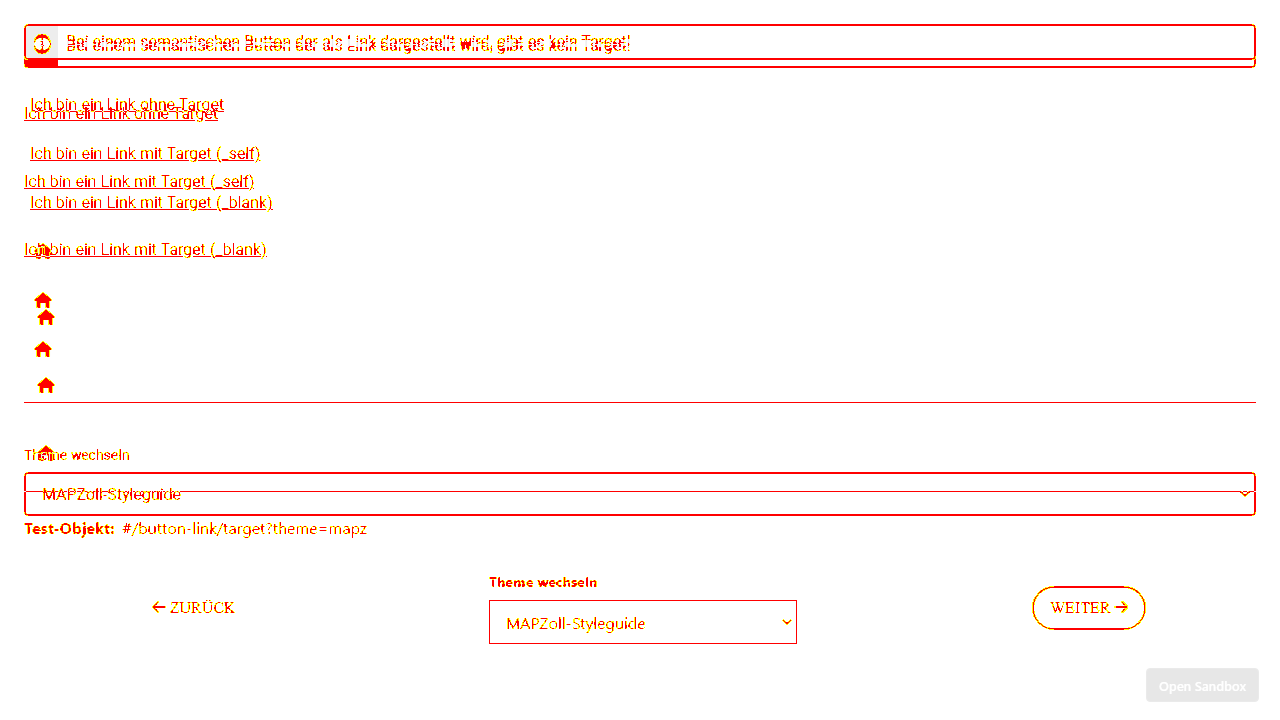 Bei einem semantischen Button der als Link dargestellt wird, gibt es kein Target!
Ich bin ein Link ohne Target
Ich bin ein Link ohne Target
Ich bin ein Link mit Target (_self)
Ich bin ein Link mit Target (_self)
Ich bin ein Link mit Target (_blank)
Ich bin ein Link mit Target (_blank)
Theme wechseln
MAPZoll-Styleguide
Test-Objekt: #/button-link/target?theme=mapz
Theme wechseln
← ZURÜCK
MAPZoll-Styleguide
WEITER →
Open Sandbox